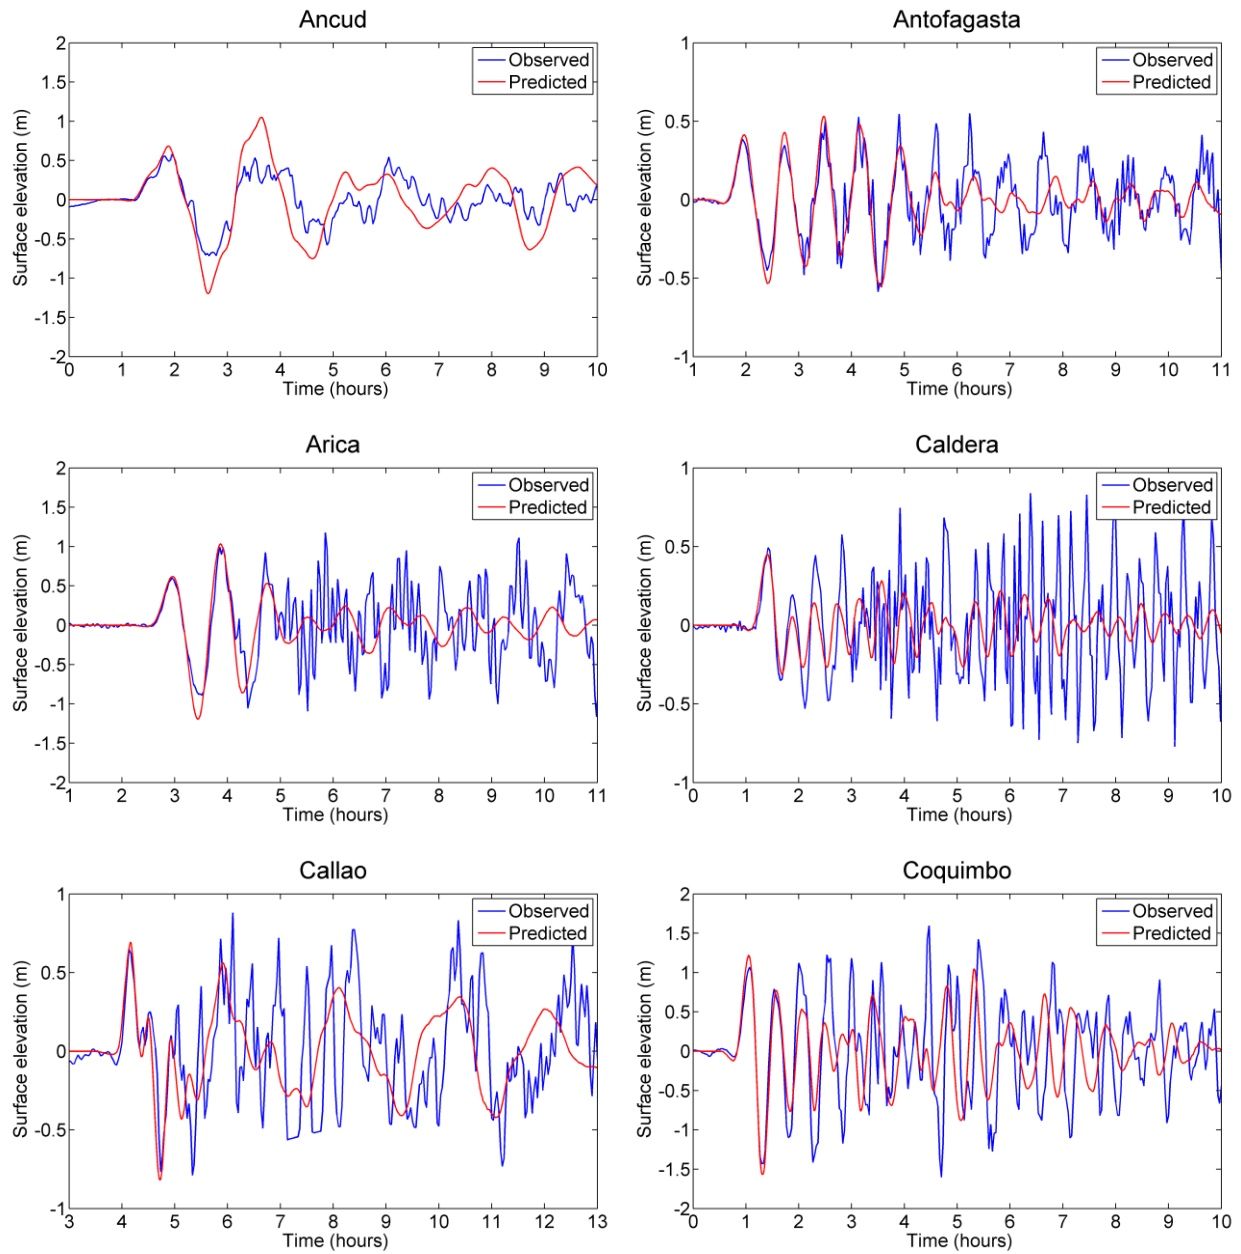 Ancud
2
1.5
1
0.5
0
-0.5
-1
-1.5
-2
Surface elevation (m)
Observed
Predicted
0 1 2 3 4 5 6 7 8 9 10
Time (hours)
Antofagasta
1
0.5
0
-0.5
-1
Surface elevation (m)
Observed
Predicted
1 2 3 4 5 6 7 8 9 10 11
Time (hours)
Arica
2
1.5
1
0.5
0
-0.5
-1
-1.5
-2
Surface elevation (m)
Observed
Predicted
1 2 3 4 5 6 7 8 9 10 11
Time (hours)
Caldera
1
0.5
0
-0.5
-1
Surface elevation (m)
Observed
Predicted
0 1 2 3 4 5 6 7 8 9 10
Time (hours)
Callao
1
0.5
0
-0.5
-1
Surface elevation (m)
Observed
Predicted
3 4 5 6 7 8 9 10 11 12 13
Time (hours)
Coquimbo
2
1.5
1
0.5
0
-0.5
-1
-1.5
-2
Surface elevation (m)
Observed
Predicted
0 1 2 3 4 5 6 7 8 9 10
Time (hours)